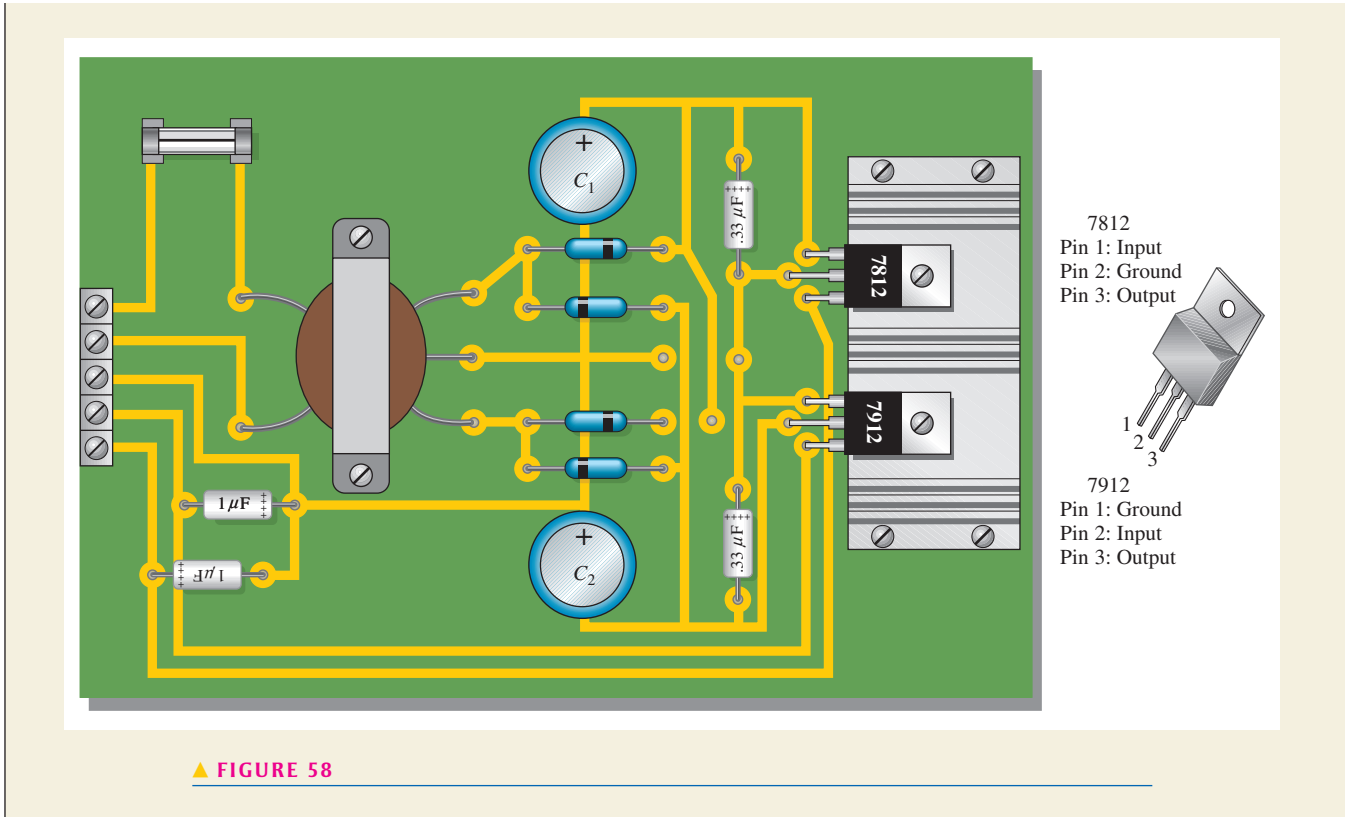 +
C1
.33 μF
++++
7812
7812
Pin 1: Input
Pin 2: Ground
Pin 3: Output
7912
1
2
3
1 μF
++++
1 μF
++++
+
C2
++++
.33 μF
7912
Pin 1: Ground
Pin 2: Input
Pin 3: Output
▲ FIGURE 58